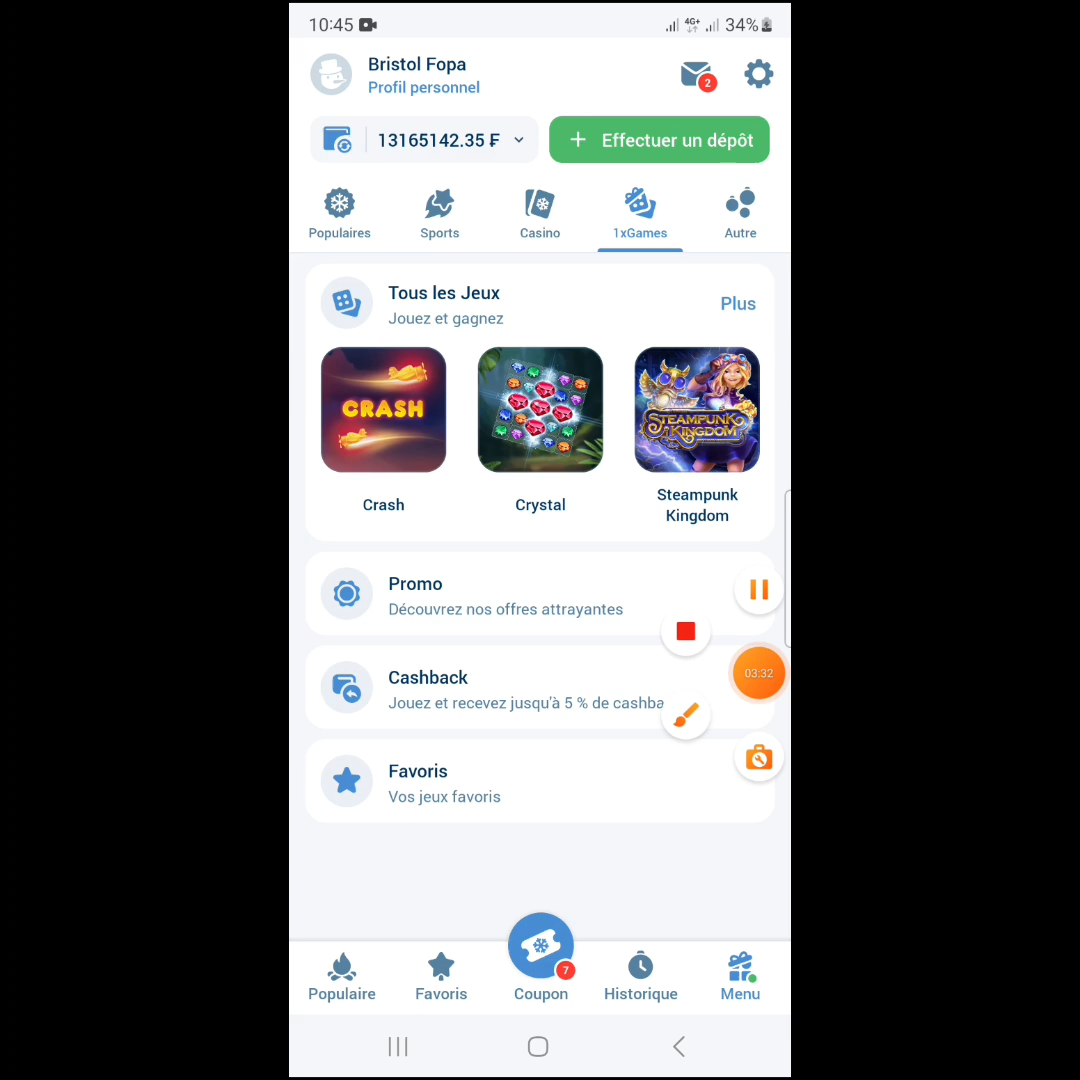 10:45 4G+ 34%
Bristol Fopa
Profil personnel
2
13165142.35 ₣
+ Effectuer un dépôt
Populaires Sports Casino 1xGames Autre
Tous les Jeux
Jouez et gagnez
Plus
CRASH
STEAMPUNK
KINGDOM
Crash Crystal Steampunk
Kingdom
Promo
Découvrez nos offres attrayantes
Cashback
03:32
Jouez et recevez jusqu'à 5 % de cashba
Favoris
Vos jeux favoris
7
Populaire Favoris Coupon Historique Menu